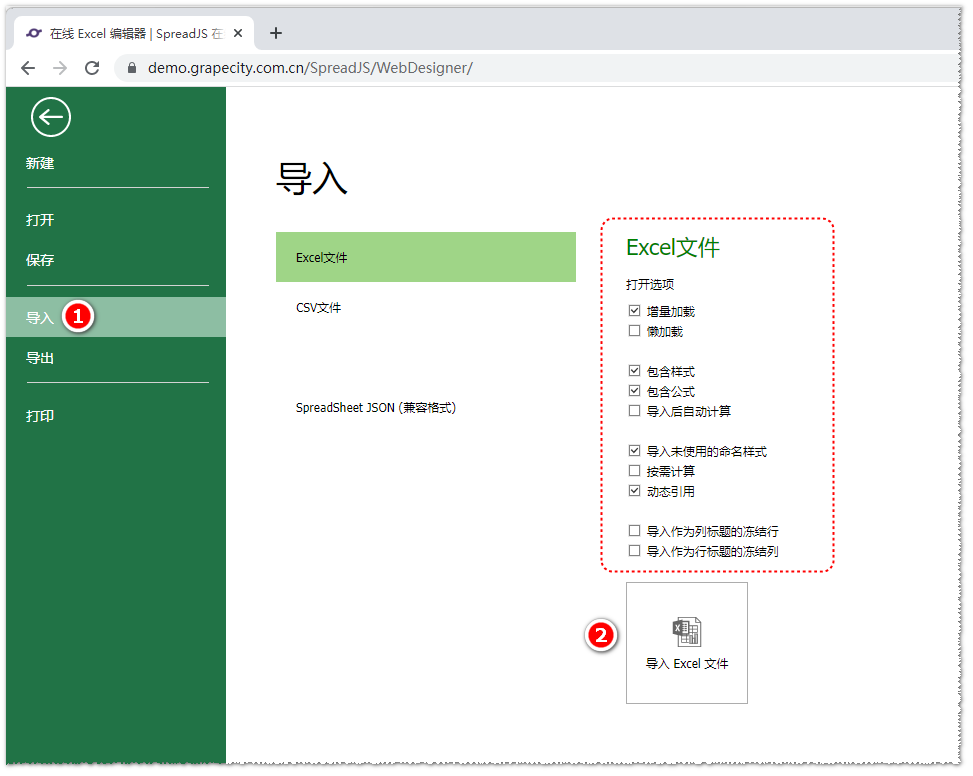 在线 Excel 编辑器 | SpreadJS 在
demo.grapecity.com.cn/SpreadJS/WebDesigner/
新建
打开
保存
导入
1
导出
打印
导入
Excel文件
CSV文件
SpreadSheet JSON (兼容格式)
Excel文件
打开选项
增量加载
懒加载
包含样式
包含公式
导入后自动计算
导入未使用的命名样式
按需计算
动态引用
导入作为列标题的冻结行
导入作为行标题的冻结列
2
导入 Excel 文件